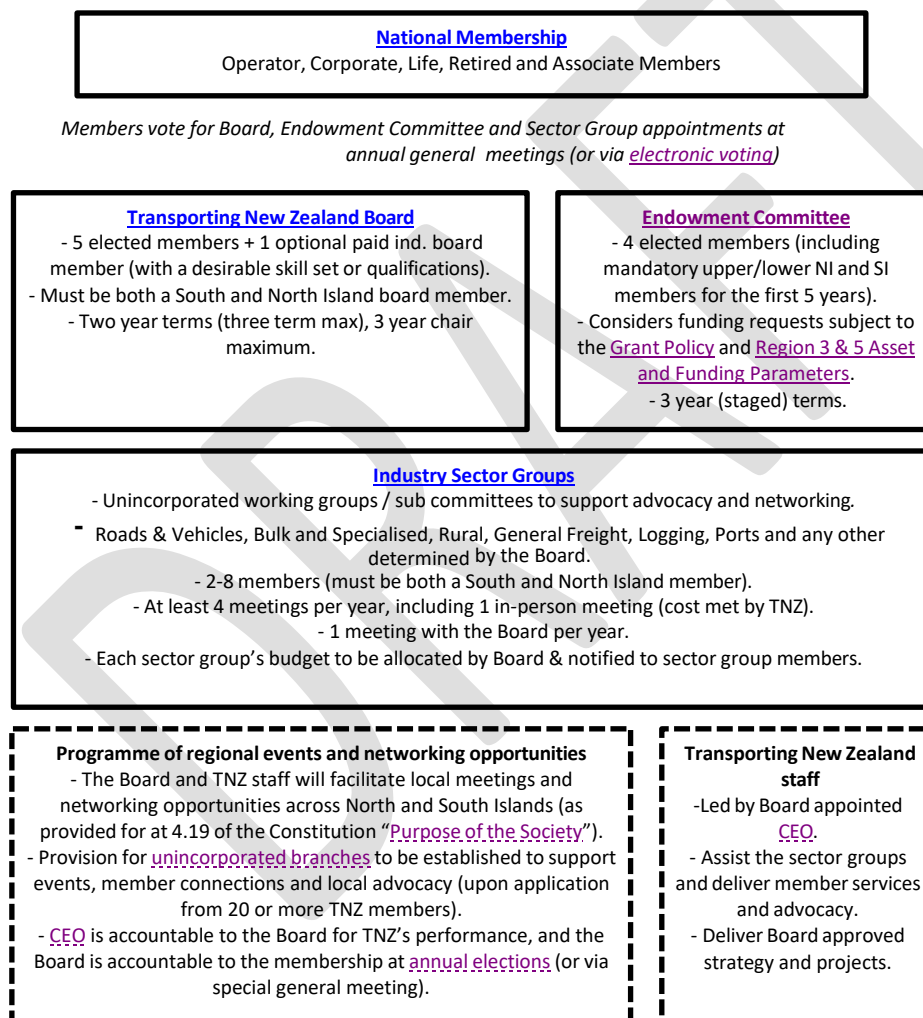 National Membership
Operator, Corporate, Life, Retired and Associate Members
Members vote for Board, Endowment Committee and Sector Group appointments at
annual general meetings (or via electronic voting)
Transporting New Zealand Board
- 5 elected members + 1 optional paid ind. board
member (with a desirable skill set or qualifications).
- Must be both a South and North Island board member.
- Two year terms (three term max), 3 year chair
maximum.
Endowment Committee
- 4 elected members (including
mandatory upper/lower NI and SI
members for the first 5 years).
- Considers funding requests subject to
the Grant Policy and Region 3 & 5 Asset
and Funding Parameters.
- 3 year (staged) terms.
Industry Sector Groups
- Unincorporated working groups / sub committees to support advocacy and networking.
- Roads & Vehicles, Bulk and Specialised, Rural, General Freight, Logging, Ports and any other
determined by the Board.
- 2-8 members (must be both a South and North Island member).
- At least 4 meetings per year, including 1 in-person meeting (cost met by TNZ).
- 1 meeting with the Board per year.
- Each sector group's budget to be allocated by Board & notified to sector group members.
Programme of regional events and networking opportunities
- The Board and TNZ staff will facilitate local meetings and
networking opportunities across North and South Islands (as
provided for at 4.19 of the Constitution “Purpose of the Society”).
- Provision for unincorporated branches to be established to support
events, member connections and local advocacy (upon application
from 20 or more TNZ members).
- CEO is accountable to the Board for TNZ's performance, and the
Board is accountable to the membership at annual elections (or via
special general meeting).
Transporting New Zealand
staff
-Led by Board appointed
CEO.
- Assist the sector groups
and deliver member services
and advocacy.
- Deliver Board approved
strategy and projects.
DRAFT